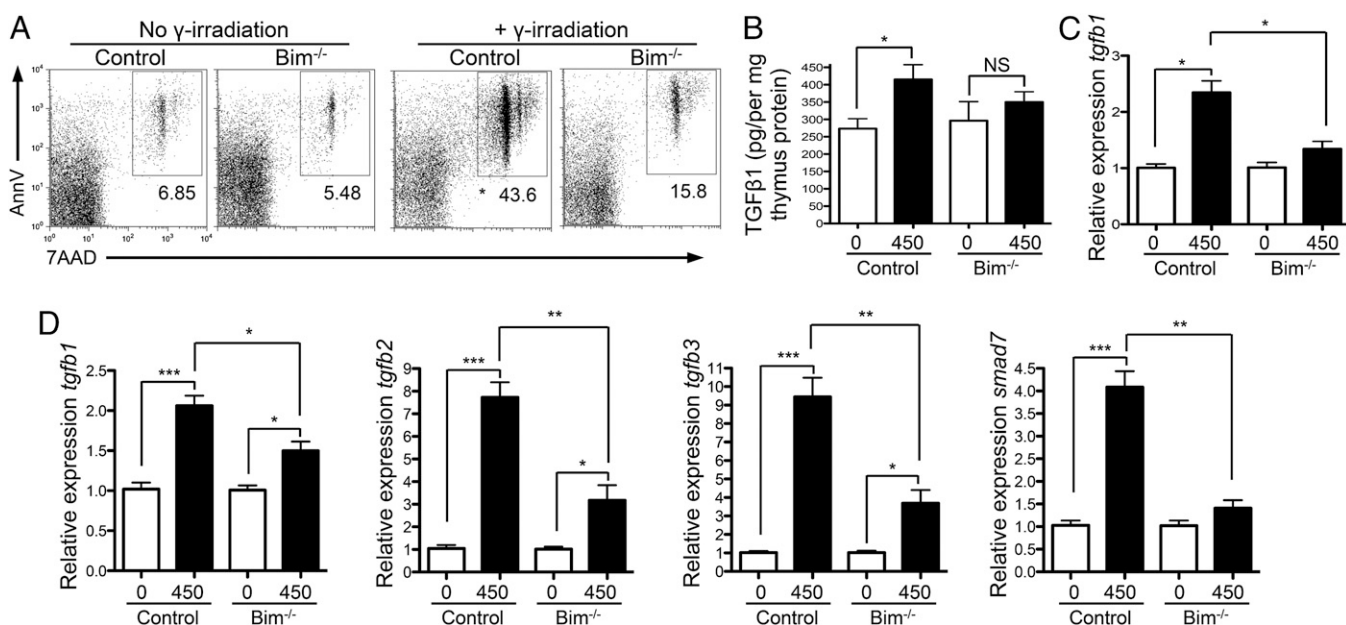 A
No γ-irradiation
+ γ-irradiation
Control
Bim-/-
Control
Bim-/-
AnnV
10⁴
10³
10²
10¹
10⁰
6.85
5.48
* 43.6
15.8
10⁰ 10¹ 10² 10³ 10⁴
7AAD
B
TGFβ1 (pg/per mg
thymus protein)
450
400
350
300
250
200
150
100
50
0
*
NS
0 450 0 450
Control Bim-/-
C
Relative expression tgfb1
3
2
1
0
*
*
0 450 0 450
Control Bim-/-
D
Relative expression tgfb1
2.5
2.0
1.5
1.0
0.5
0.0
*
***
*
0 450 0 450
Control Bim-/-
Relative expression tgfb2
9
8
7
6
5
4
3
2
1
0
**
***
*
0 450 0 450
Control Bim-/-
Relative expression tgfb3
11
10
9
8
7
6
5
4
3
2
1
0
**
***
*
0 450 0 450
Control Bim-/-
Relative expression smad7
4.5
4.0
3.5
3.0
2.5
2.0
1.5
1.0
0.5
0.0
**
***
0 450 0 450
Control Bim-/-